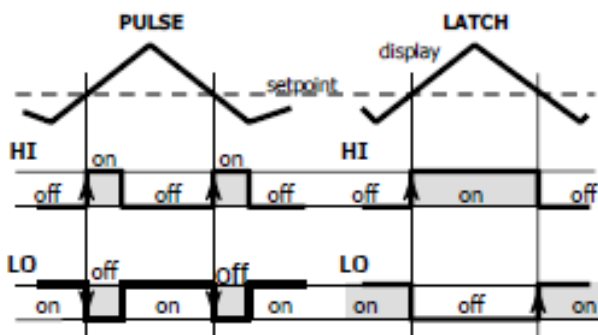 PULSE LATCH
display
setpoint
HI on on HI
off off off off on off
LO off off LO
on on on on off on